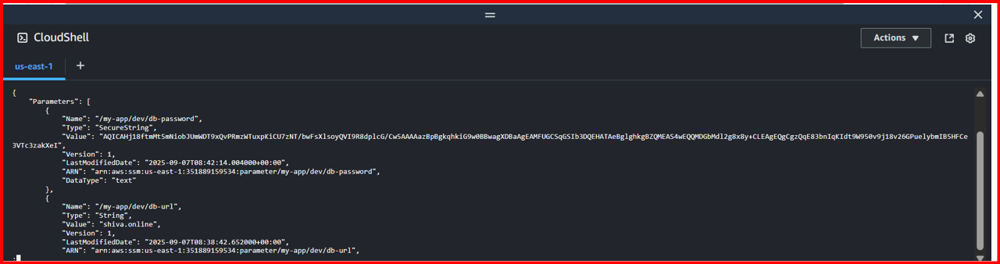 CloudShell
Actions
us-east-1
+
{
"Parameters": [
{
"Name": "/my-app/dev/db-password",
"Type": "SecureString",
"Value": "AQICAHj18ftmMt5mNiobJUmWDT9xQvPRmzWTuxpKiCU7zNT/bwFsXlsoyQVI9R8dplcG/Cw5AAAAazBpBgkqhkiG9w0BBwagXDBaAgEAMFUGCSqGSIb3DQEHATAeBglghkgBZQMEAS4wEQQMDGbMdl2g8x8y+CLEAgEQgCgzQqE83bnIqKIdt9W950v9j18v26GPuelybmIB5HFCe
3VTc3zakXeI",
"Version": 1,
"LastModifiedDate": "2025-09-07T08:42:14.004000+00:00",
"ARN": "arn:aws:ssm:us-east-1:351889159534:parameter/my-app/dev/db-password",
"DataType": "text"
},
{
"Name": "/my-app/dev/db-url",
"Type": "String",
"Value": "shiva.online",
"Version": 1,
"LastModifiedDate": "2025-09-07T08:38:42.652000+00:00",
"ARN": "arn:aws:ssm:us-east-1:351889159534:parameter/my-app/dev/db-url",
: